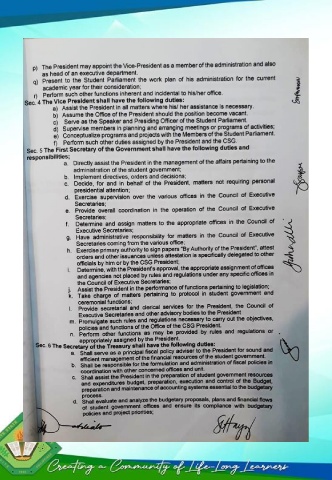 p) The President may appoint the Vice-President as a member of the administration and also
as head of an executive department.
q) Present to the Student Parliament the work plan of his administration for the current
academic year for their consideration.
r) Perform such other functions inherent and incidental to his/her office.
Sec. 4 The Vice President shall have the following duties:
a) Assist the President in all matters where his/ her assistance is necessary.
b) Assume the Office of the President should the position become vacant.
c) Serve as the Speaker and Presiding Officer of the Student Parliament.
d) Supervise members in planning and arranging meetings or programs of activities;
e) Conceptualize programs and projects with the Members of the Student Parliament.
f) Perform such other duties assigned by the President and the CSG.
Sec. 5 The First Secretary of the Government shall have the following duties and
responsibilities;
a. Directly assist the President in the management of the affairs pertaining to the
administration of the student government;
b. Implement directives, orders and decisions;
c. Decide, for and in behalf of the President, matters not requiring personal
presidential attention;
d. Exercise supervision over the various offices in the Council of Executive
Secretaries;
e. Provide overall coordination in the operation of the Council of Executive
Secretaries;
f. Determine and assign matters to the appropriate offices in the Council of
Executive Secretaries;
g. Have administrative responsibility for matters in the Council of Executive
Secretaries coming from the various offices
h. Exercise primary authority to sign papers "By Authority of the President", attest
orders and other issuances unless attestation is specifically delegated to other
officials by him or by the CSG President;
i. Determine, with the President's approval, the appropriate assignment of offices
and agencies not placed by rules and regulations under any specific offices in
the Council of Executive Secretaries;
j. Assist the President in the performance of functions pertaining to legislation;
k. Take charge of matters pertaining to protocol in student government and
ceremonial functions;
l. Provide secretarial and clerical services for the President, the Council of
Executive Secretaries and other advisory bodies to the President
m. Promulgate such rules and regulations necessary to carry out the objectives,
policies and functions of the Office of the CSG President.
n. Perform other functions as may be provided by rules and regulations or
appropriately assigned by the President.
Sec. 6 The Secretary of the Treasury shall have the following duties:
a. Shall serve as a principal fiscal policy adviser to the President for sound and
efficient management of the financial resources of the student government.
b. Shall be responsible for the formulation and administration of fiscal policies in
coordination with other concerned offices and unit.
c. Shall assist the President in the preparation of student government resources
and expenditures budget, preparation, execution and control of the Budget,
preparation and maintenance of accounting systems essential to the budgetary
process.
d. Shall evaluate and analyze the budgetary proposals, plans and financial flows
of student government offices and ensure its compliance with budgetary
policies and project priorities;
Creating a Community of Life-Long Learners